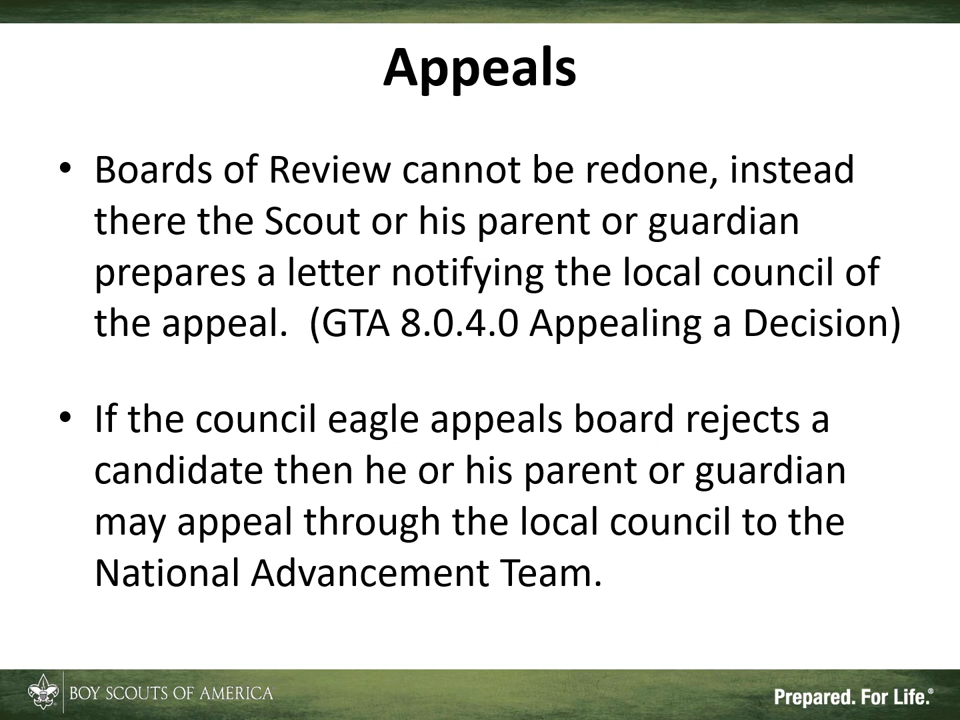 Appeals
• Boards of Review cannot be redone, instead
there the Scout or his parent or guardian
prepares a letter notifying the local council of
the appeal.  (GTA 8.0.4.0 Appealing a Decision)
• If the council eagle appeals board rejects a
candidate then he or his parent or guardian
may appeal through the local council to the
National Advancement Team.
BOY SCOUTS OF AMERICA
Prepared. For Life.®